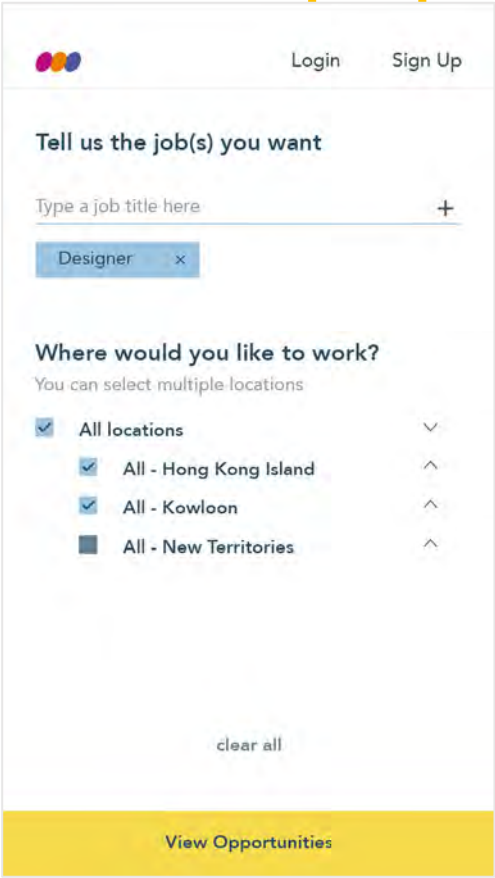 Login Sign Up
Tell us the job(s) you want
Type a job title here +
Designer ×
Where would you like to work?
You can select multiple locations
All locations
All - Hong Kong Island
All - Kowloon
All - New Territories
clear all
View Opportunities